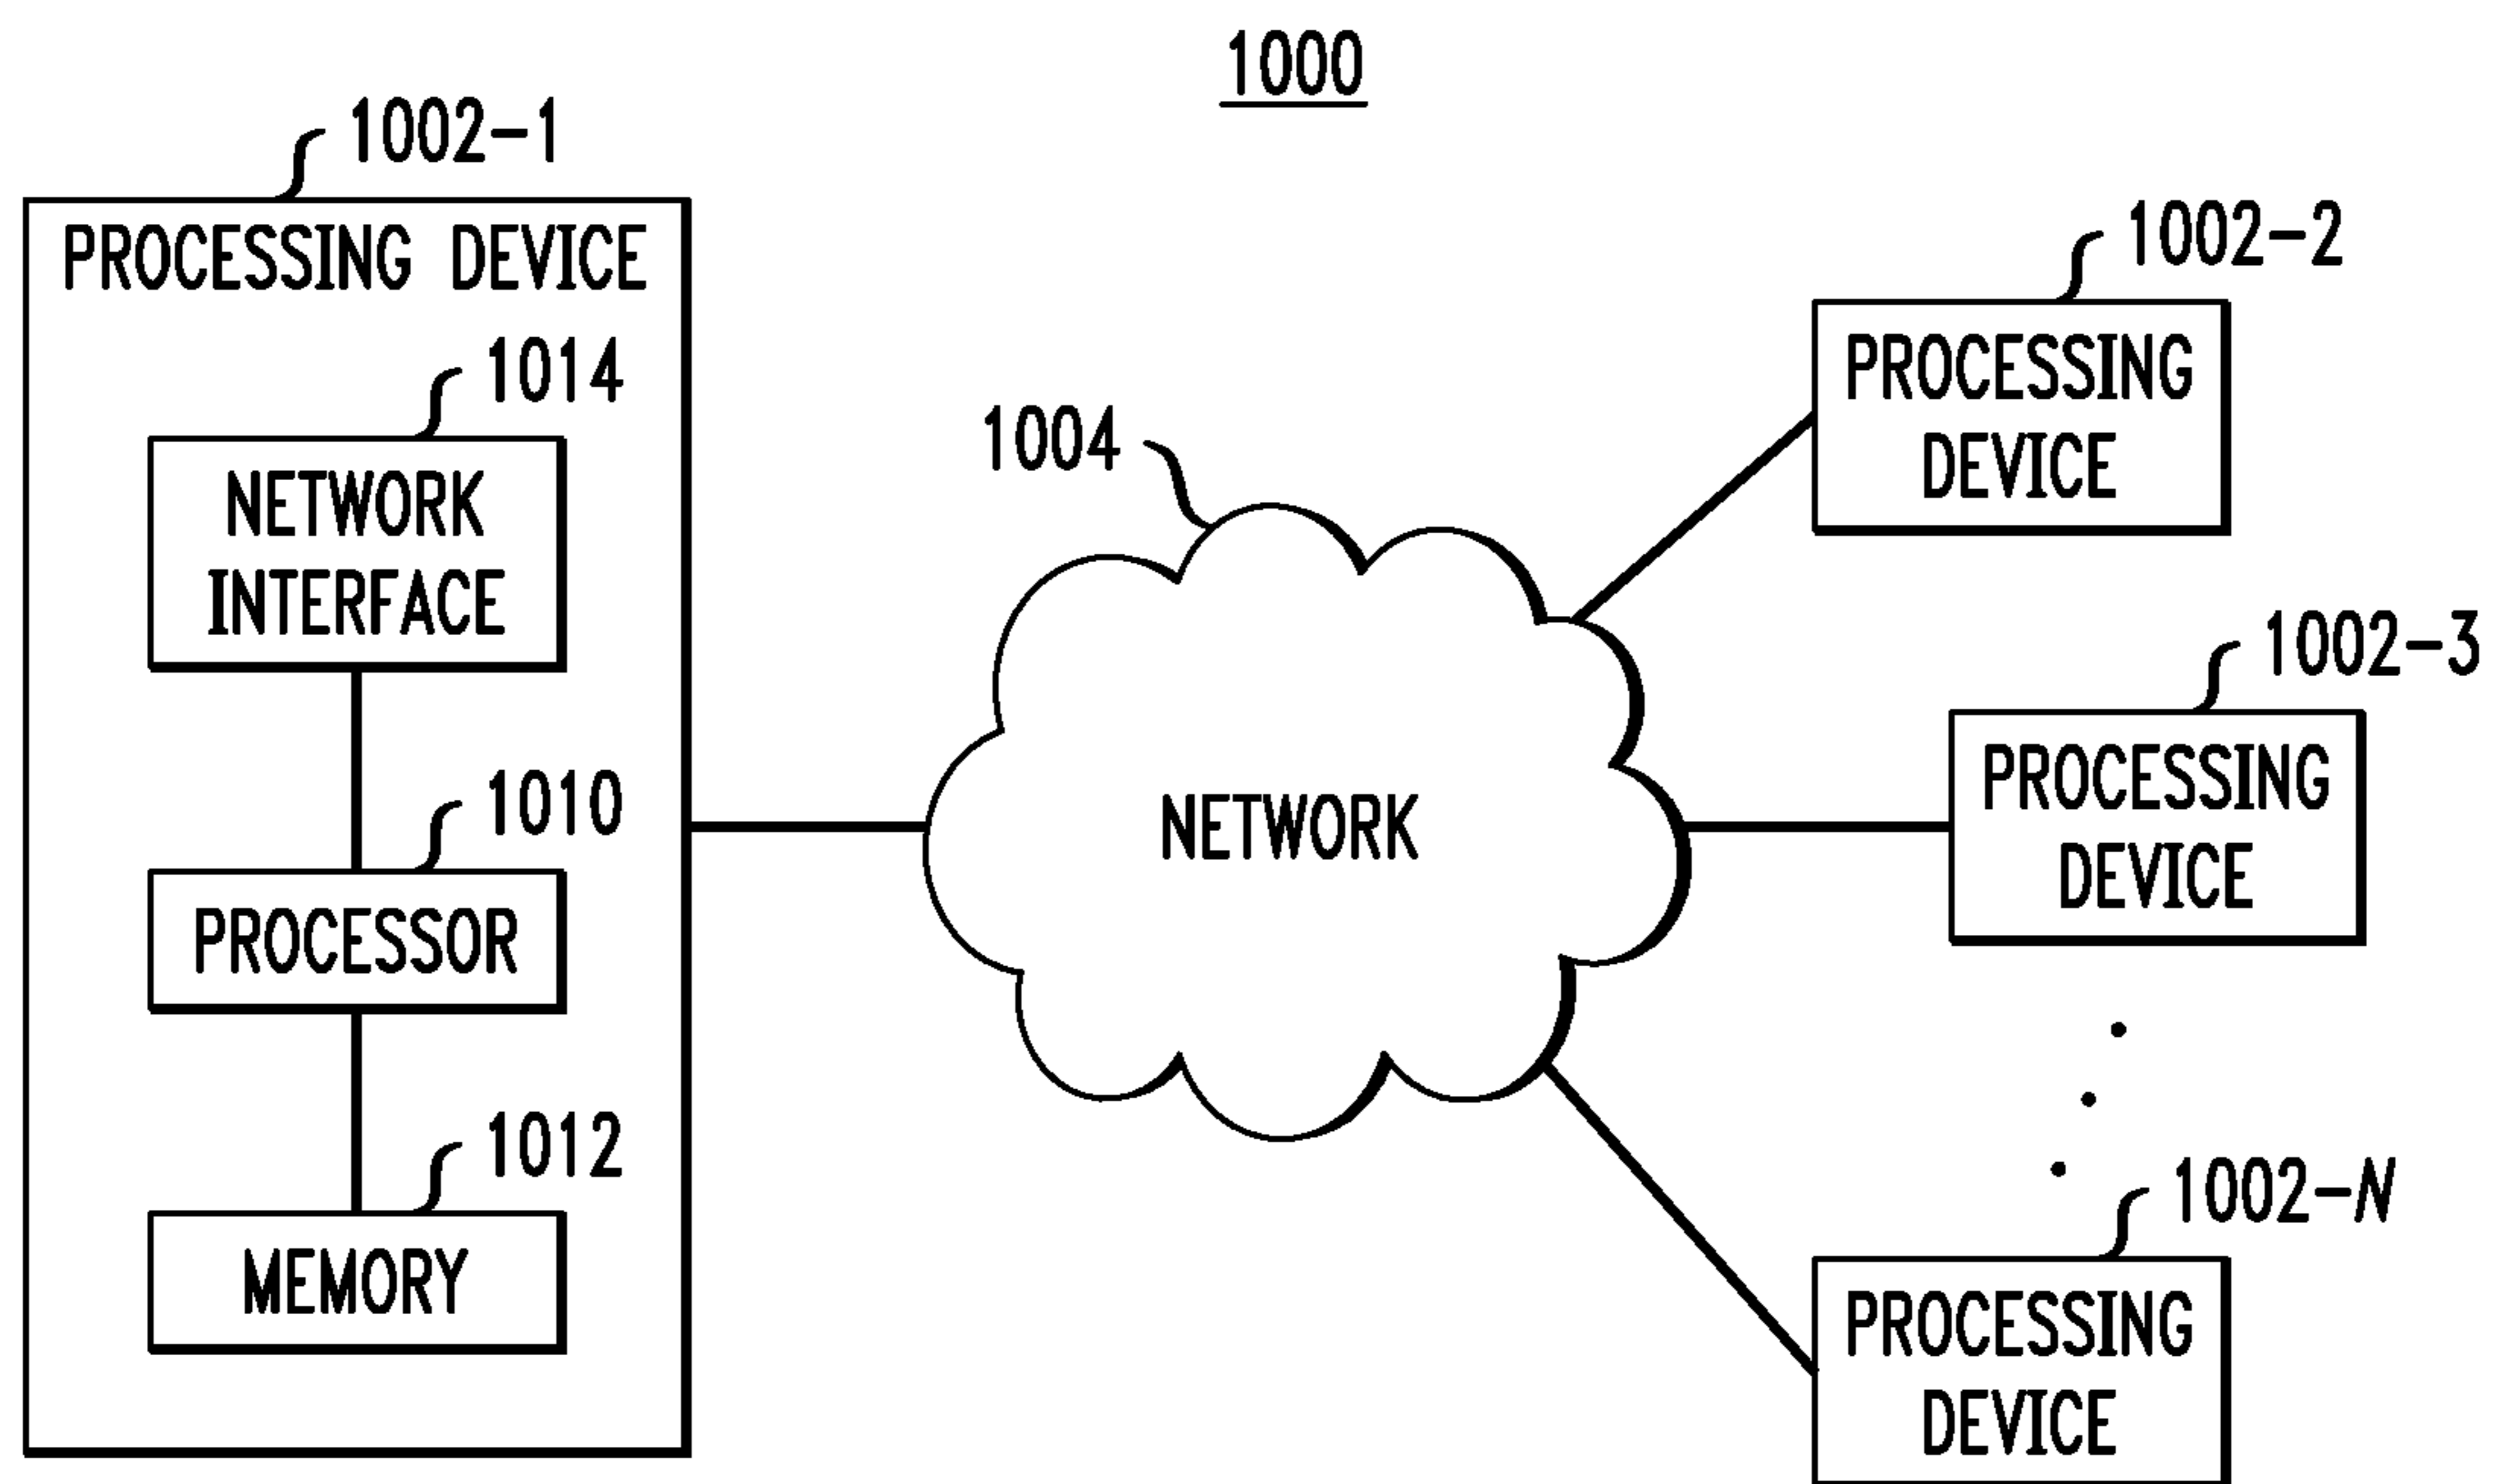 1000
1002-1
PROCESSING DEVICE
1014
NETWORK
INTERFACE
1010
PROCESSOR
1012
MEMORY
1004
NETWORK
1002-2
PROCESSING
DEVICE
1002-3
PROCESSING
DEVICE
1002-N
PROCESSING
DEVICE